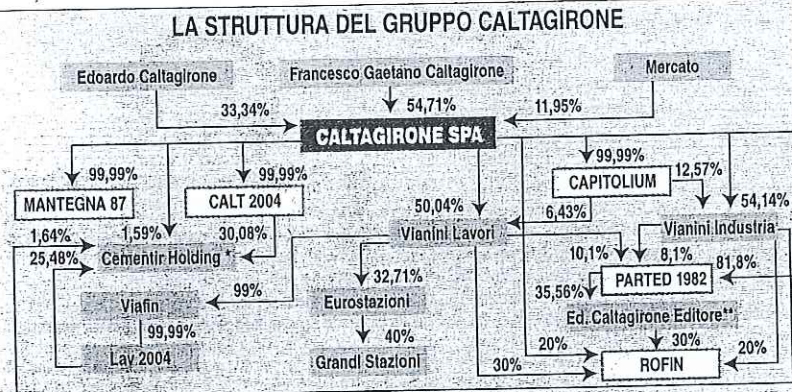 LA STRUTTURA DEL GRUPPO CALTAGIRONE
Edoardo Caltagirone
Francesco Gaetano Caltagirone
Mercato
33,34%
54,71%
11,95%
CALTAGIRONE SPA
99,99%
99,99%
99,99%
12,57%
MANTEGNA 87
CALT 2004
CAPITOLIUM
50,04%
6,43%
54,14%
1,64%
1,59%
30,08%
Vianini Lavori
Vianini Industria
25,48%
Cementir Holding *
10,1%
8,1%
81,8%
32,71%
PARTED 1982
Viafin
99%
Eurostazioni
35,56%
99,99%
Ed. Caltagirone Editore**
40%
20%
30%
20%
Lav 2004
Grandi Stazioni
30%
ROFIN